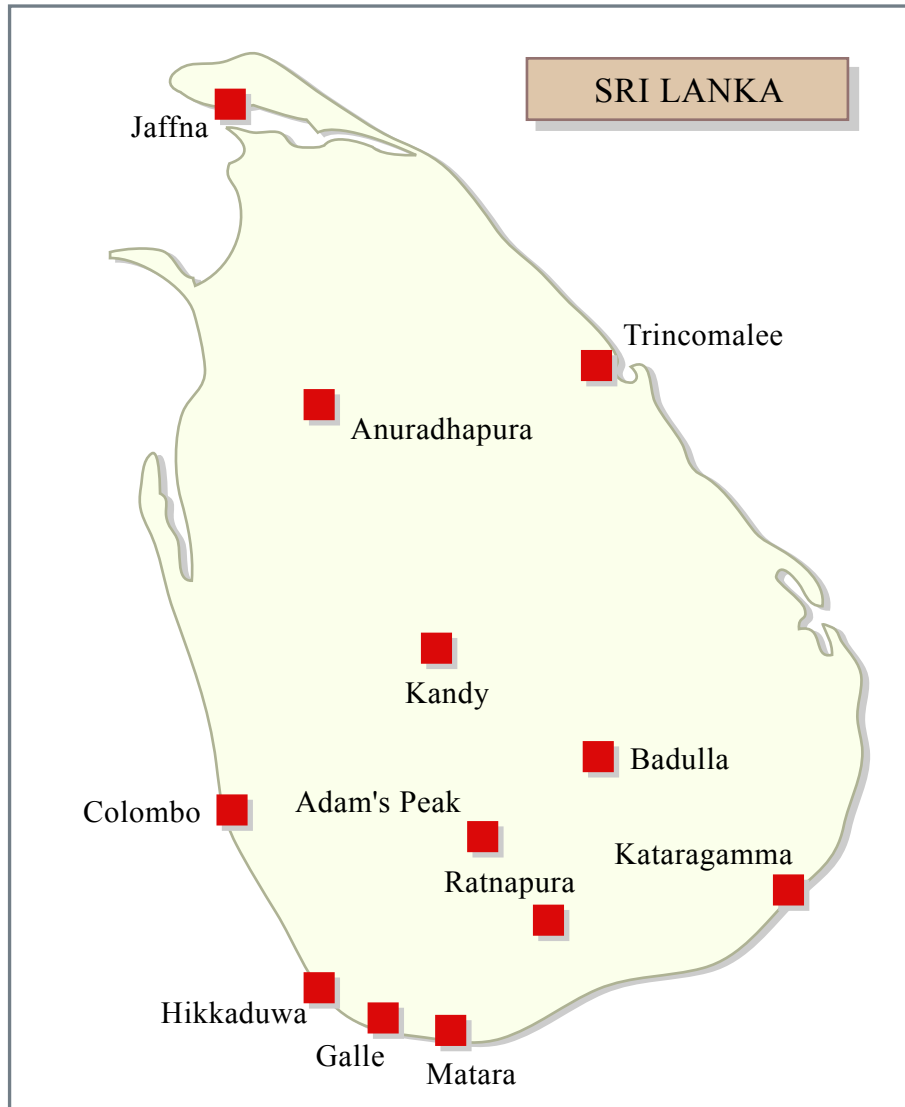 SRI LANKA
Jaffna
Trincomalee
Anuradhapura
Kandy
Badulla
Adam's Peak
Colombo
Kataragamma
Ratnapura
Hikkaduwa
Galle
Matara